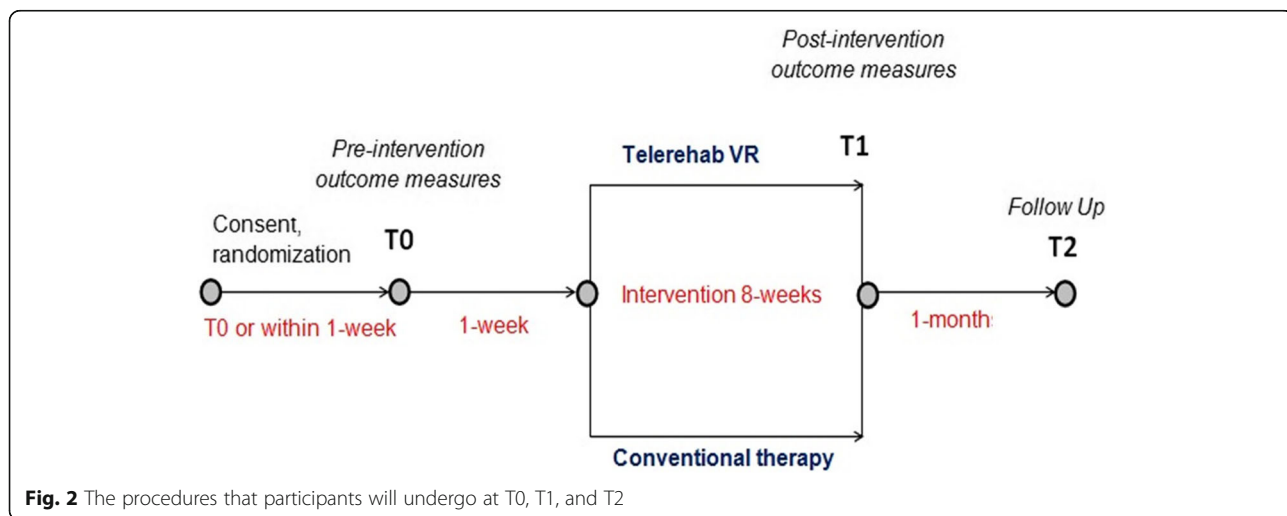 Post-intervention
outcome measures
Pre-intervention
outcome measures
Telerehab VR
T1
Consent,
randomization
T0
Follow Up
T2
Intervention 8-weeks
T0 or within 1-week
1-week
1-month
Conventional therapy
Fig. 2 The procedures that participants will undergo at T0, T1, and T2